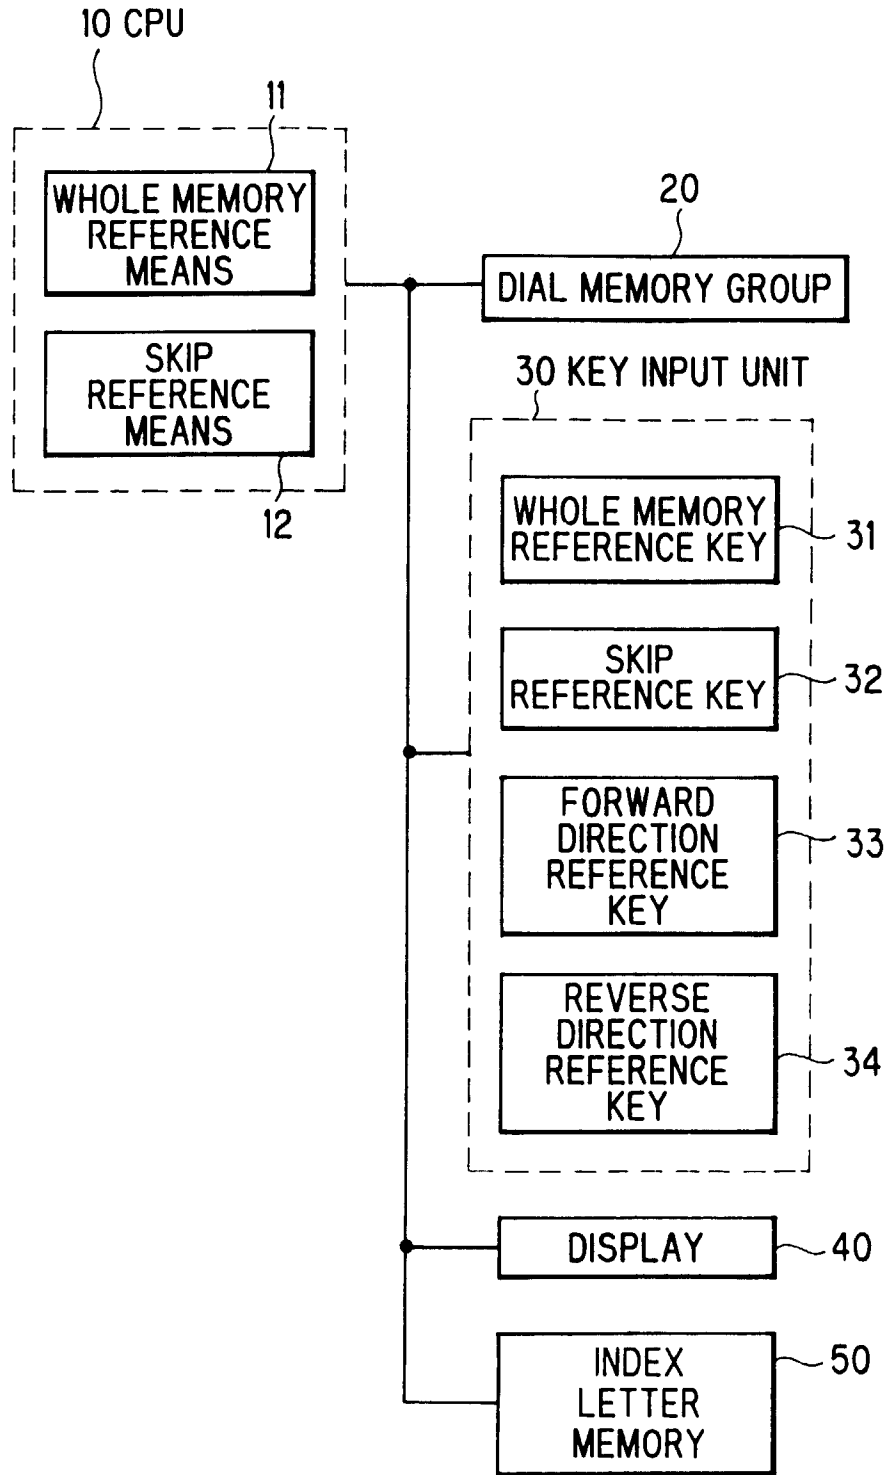 10 CPU
11
WHOLE MEMORY
REFERENCE
MEANS
SKIP
REFERENCE
MEANS
12
20
DIAL MEMORY GROUP
30 KEY INPUT UNIT
WHOLE MEMORY
REFERENCE KEY
31
SKIP
REFERENCE KEY
32
FORWARD
DIRECTION
REFERENCE
KEY
33
REVERSE
DIRECTION
REFERENCE
KEY
34
DISPLAY
40
INDEX
LETTER
MEMORY
50